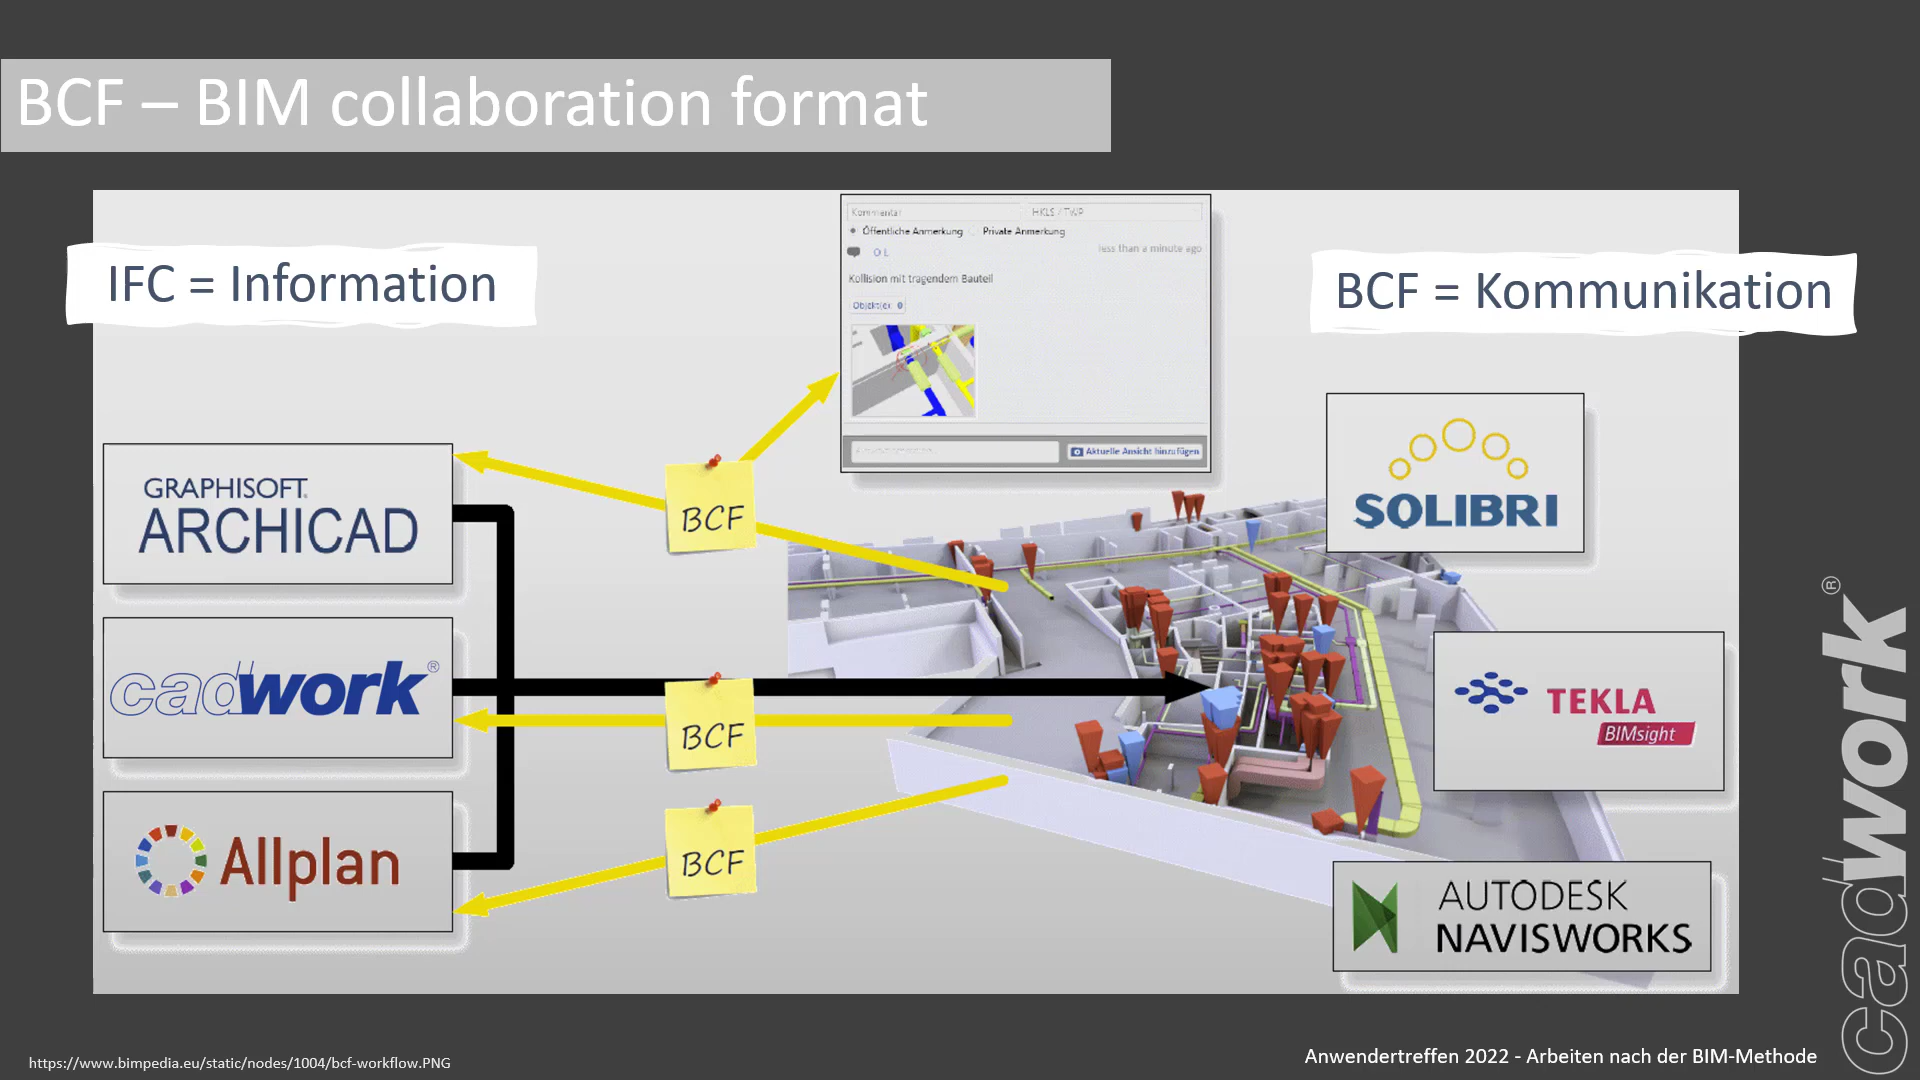 BCF – BIM collaboration format
IFC = Information
BCF = Kommunikation
Kommentar
HKLS / TWP
Öffentliche Anmerkung
Private Anmerkung
less than a minute ago
Kollision mit tragendem Bauteil
Objekt(e)
Aktuelle Ansicht hinzufügen
GRAPHISOFT.
ARCHICAD
cadwork®
Allplan
BCF
BCF
BCF
SOLIBRI
TEKLA
BIMsight
AUTODESK
NAVISWORKS
cadwork®
https://www.bimpedia.eu/static/nodes/1004/bcf-workflow.PNG
Anwendertreffen 2022 - Arbeiten nach der BIM-Methode